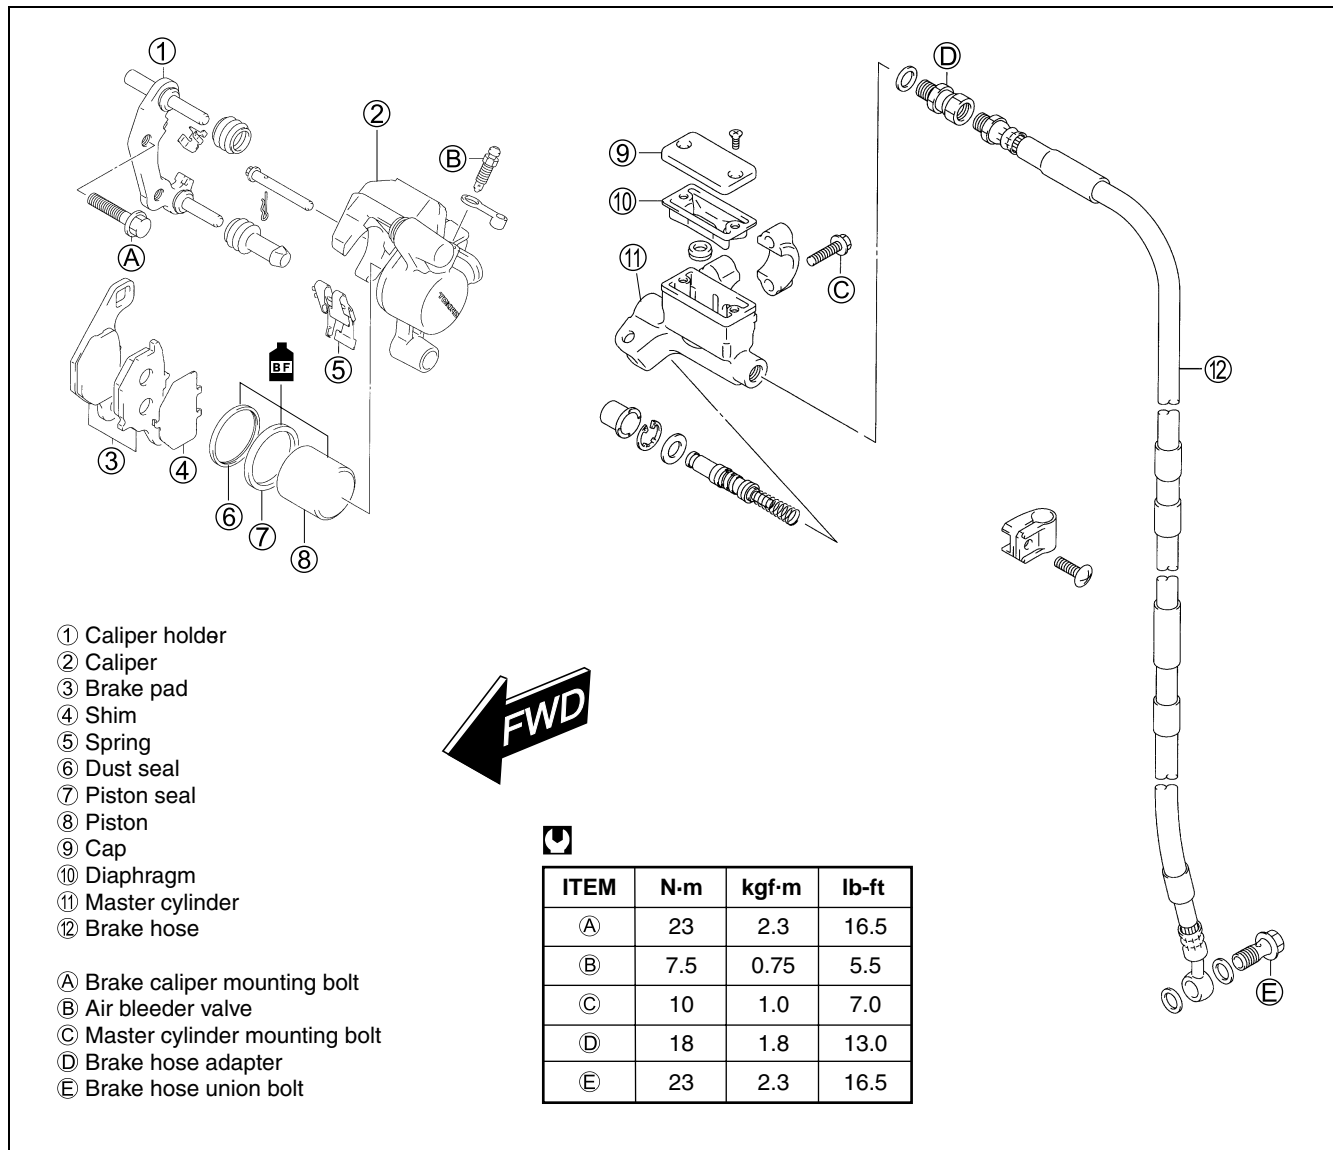 ①
②
Ⓑ
Ⓐ
⑤
BF
③
④
⑥
⑦
⑧
⑨
⑩
⑪
Ⓒ
Ⓓ
⑫
Ⓔ
FWD
① Caliper holder
② Caliper
③ Brake pad
④ Shim
⑤ Spring
⑥ Dust seal
⑦ Piston seal
⑧ Piston
⑨ Cap
⑩ Diaphragm
⑪ Master cylinder
⑫ Brake hose
Ⓐ Brake caliper mounting bolt
Ⓑ Air bleeder valve
Ⓒ Master cylinder mounting bolt
Ⓓ Brake hose adapter
Ⓔ Brake hose union bolt
ITEM N·m kgf·m lb-ft
Ⓐ 23 2.3 16.5
Ⓑ 7.5 0.75 5.5
Ⓒ 10 1.0 7.0
Ⓓ 18 1.8 13.0
Ⓔ 23 2.3 16.5